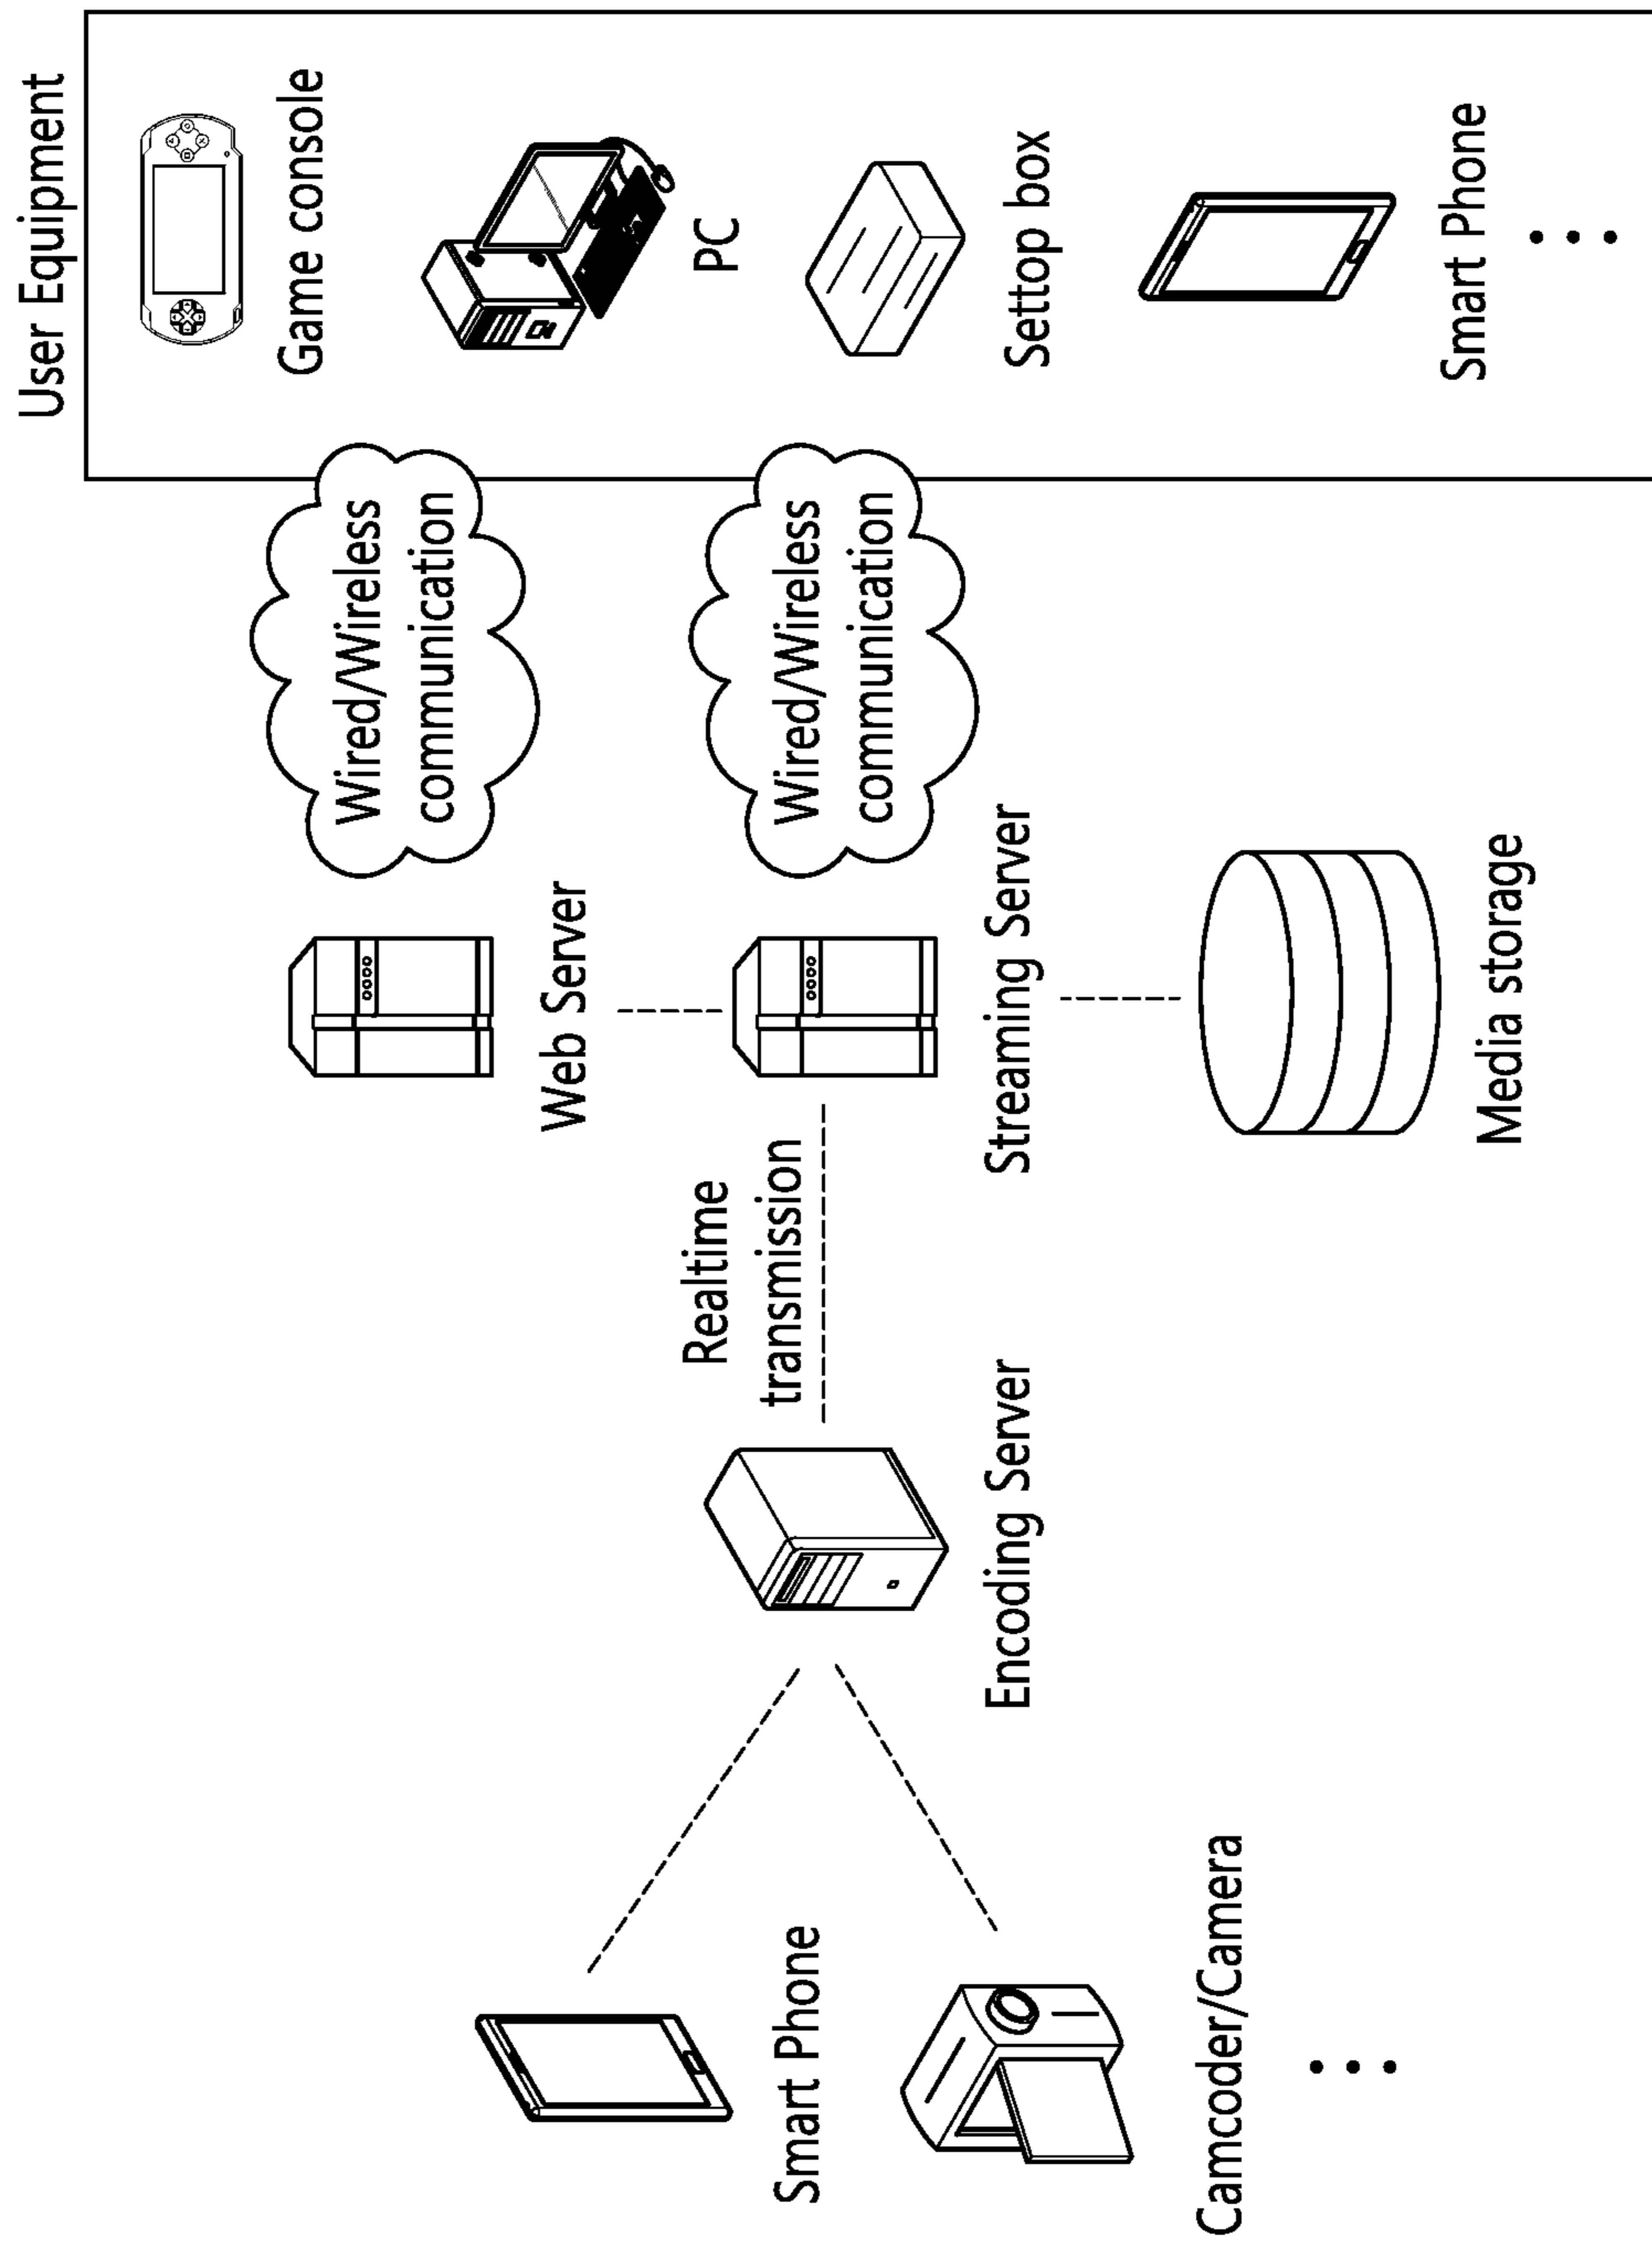 User Equipment
Game console
PC
Settop box
Smart Phone
Wired/Wireless
communication
Wired/Wireless
communication
Web Server
Streaming Server
Media storage
Realtime
transmission
Encoding Server
Smart Phone
Camcoder/Camera